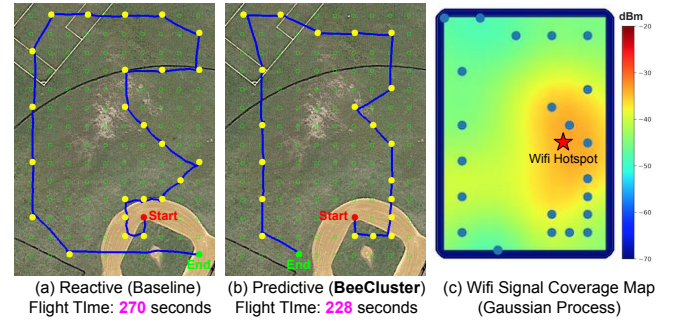 Start
End
Start
End
dBm
−20
−30
−40
−50
−60
−70
Wifi Hotspot
(a) Reactive (Baseline)
Flight TIme: 270 seconds
(b) Predictive (BeeCluster)
Flight TIme: 228 seconds
(c) Wifi Signal Coverage Map
(Gaussian Process)